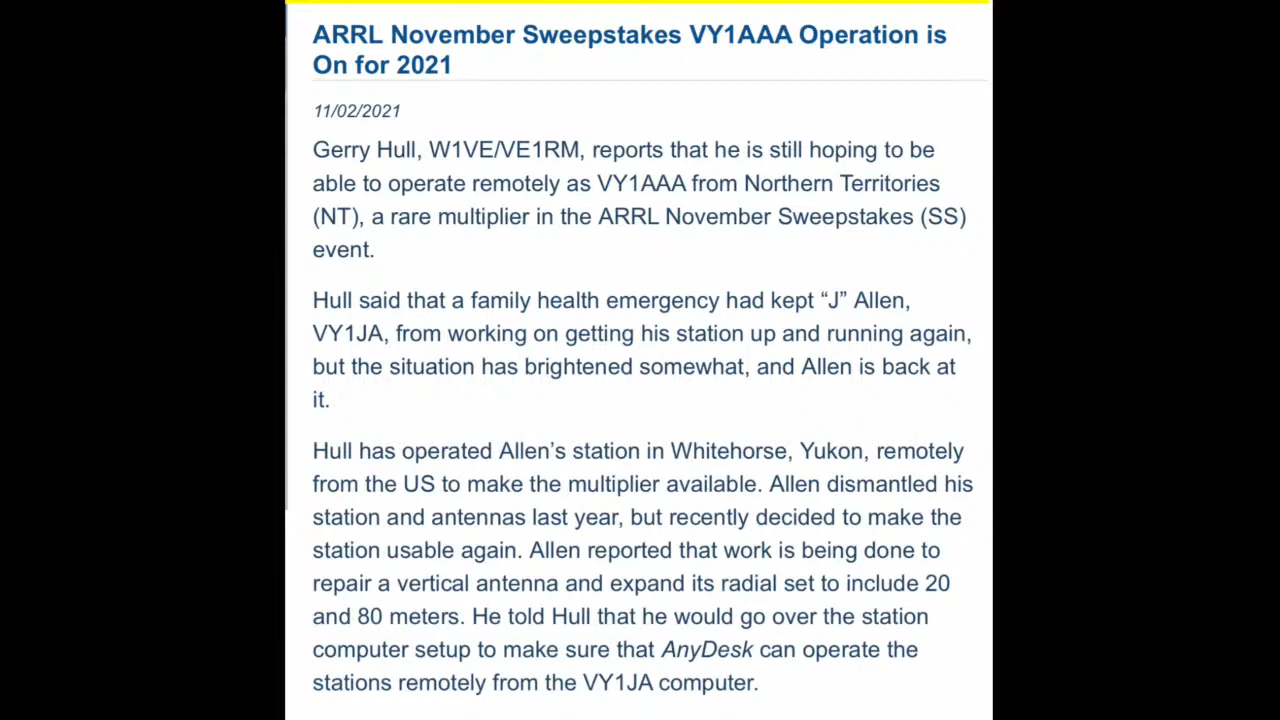 ARRL November Sweepstakes VY1AAA Operation is
On for 2021
11/02/2021
Gerry Hull, W1VE/VE1RM, reports that he is still hoping to be
able to operate remotely as VY1AAA from Northern Territories
(NT), a rare multiplier in the ARRL November Sweepstakes (SS)
event.
Hull said that a family health emergency had kept “J” Allen,
VY1JA, from working on getting his station up and running again,
but the situation has brightened somewhat, and Allen is back at
it.
Hull has operated Allen’s station in Whitehorse, Yukon, remotely
from the US to make the multiplier available. Allen dismantled his
station and antennas last year, but recently decided to make the
station usable again. Allen reported that work is being done to
repair a vertical antenna and expand its radial set to include 20
and 80 meters. He told Hull that he would go over the station
computer setup to make sure that AnyDesk can operate the
stations remotely from the VY1JA computer.